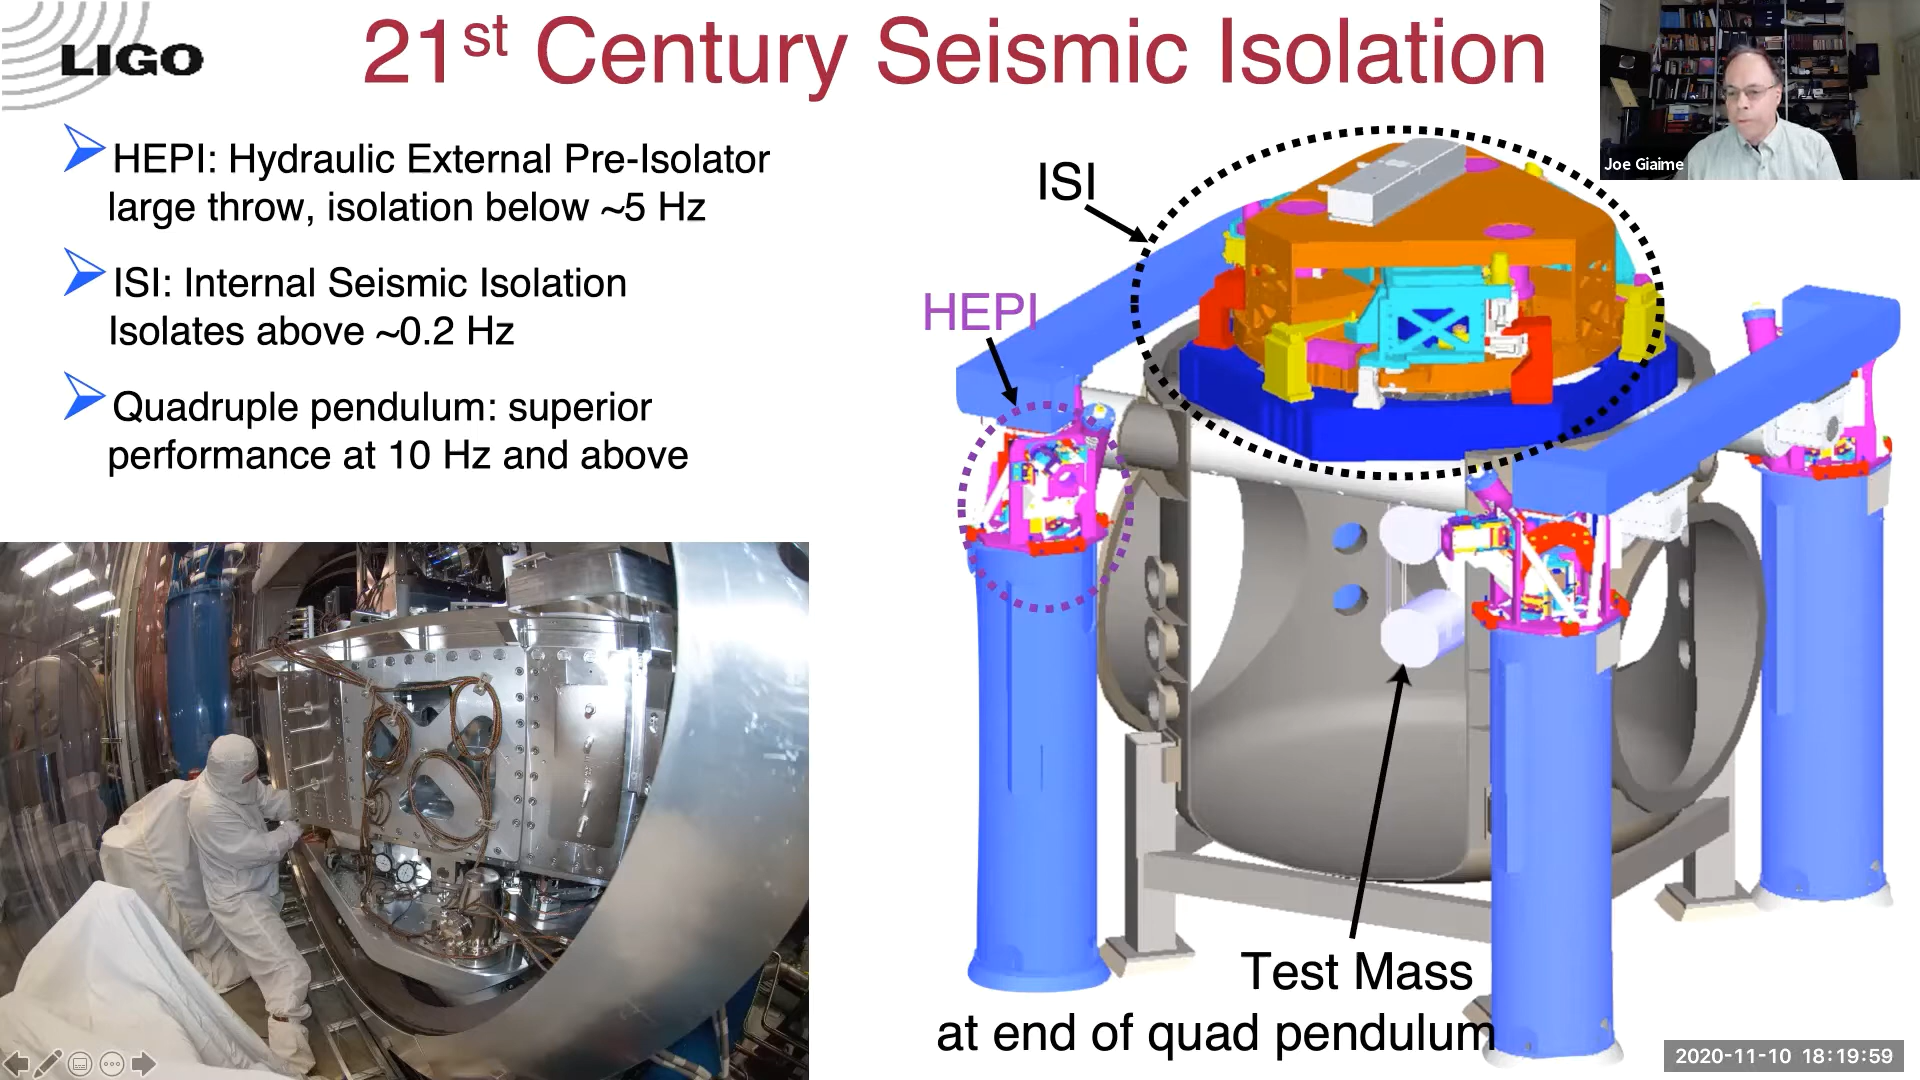 LIGO
21st Century Seismic Isolation
HEPI: Hydraulic External Pre-Isolator
large throw, isolation below ~5 Hz
ISI: Internal Seismic Isolation
Isolates above ~0.2 Hz
Quadruple pendulum: superior
performance at 10 Hz and above
ISI
HEPI
Test Mass
at end of quad pendulum
Joe Giaime
2020-11-10 18:19:59